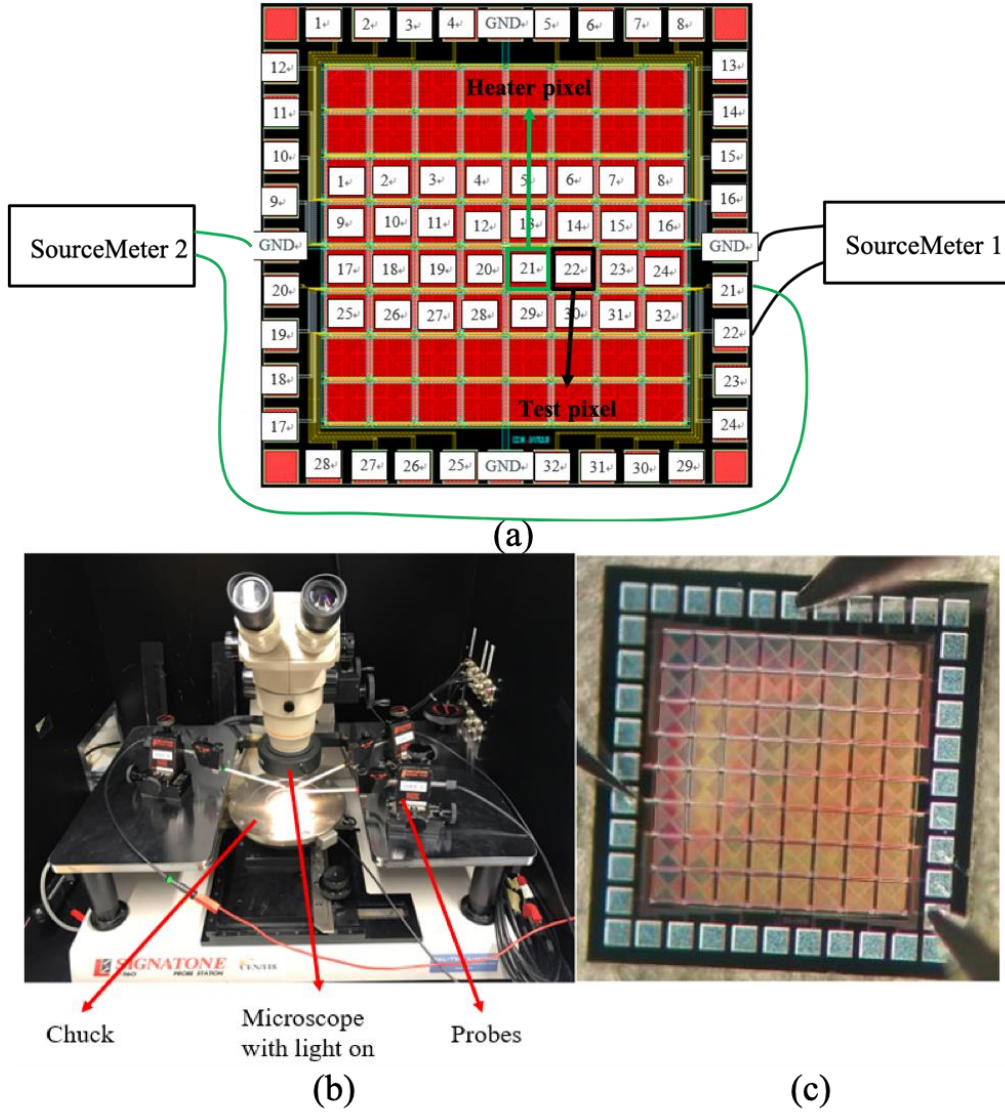 1 2 3 4 GND 5 6 7 8
12 13
Heater pixel
11 14
10 15
1 2 3 4 5 6 7 8
9 16
9 10 11 12 13 14 15 16
SourceMeter 2 GND GND SourceMeter 1
17 18 19 20 21 22 23 24
20 21
25 26 27 28 29 30 31 32
19 22
18 23
Test pixel
17 24
28 27 26 25 GND 32 31 30 29
(a)
SIGNATONE
PROBE STATION
Chuck
Microscope
with light on
Probes
(b)
(c)